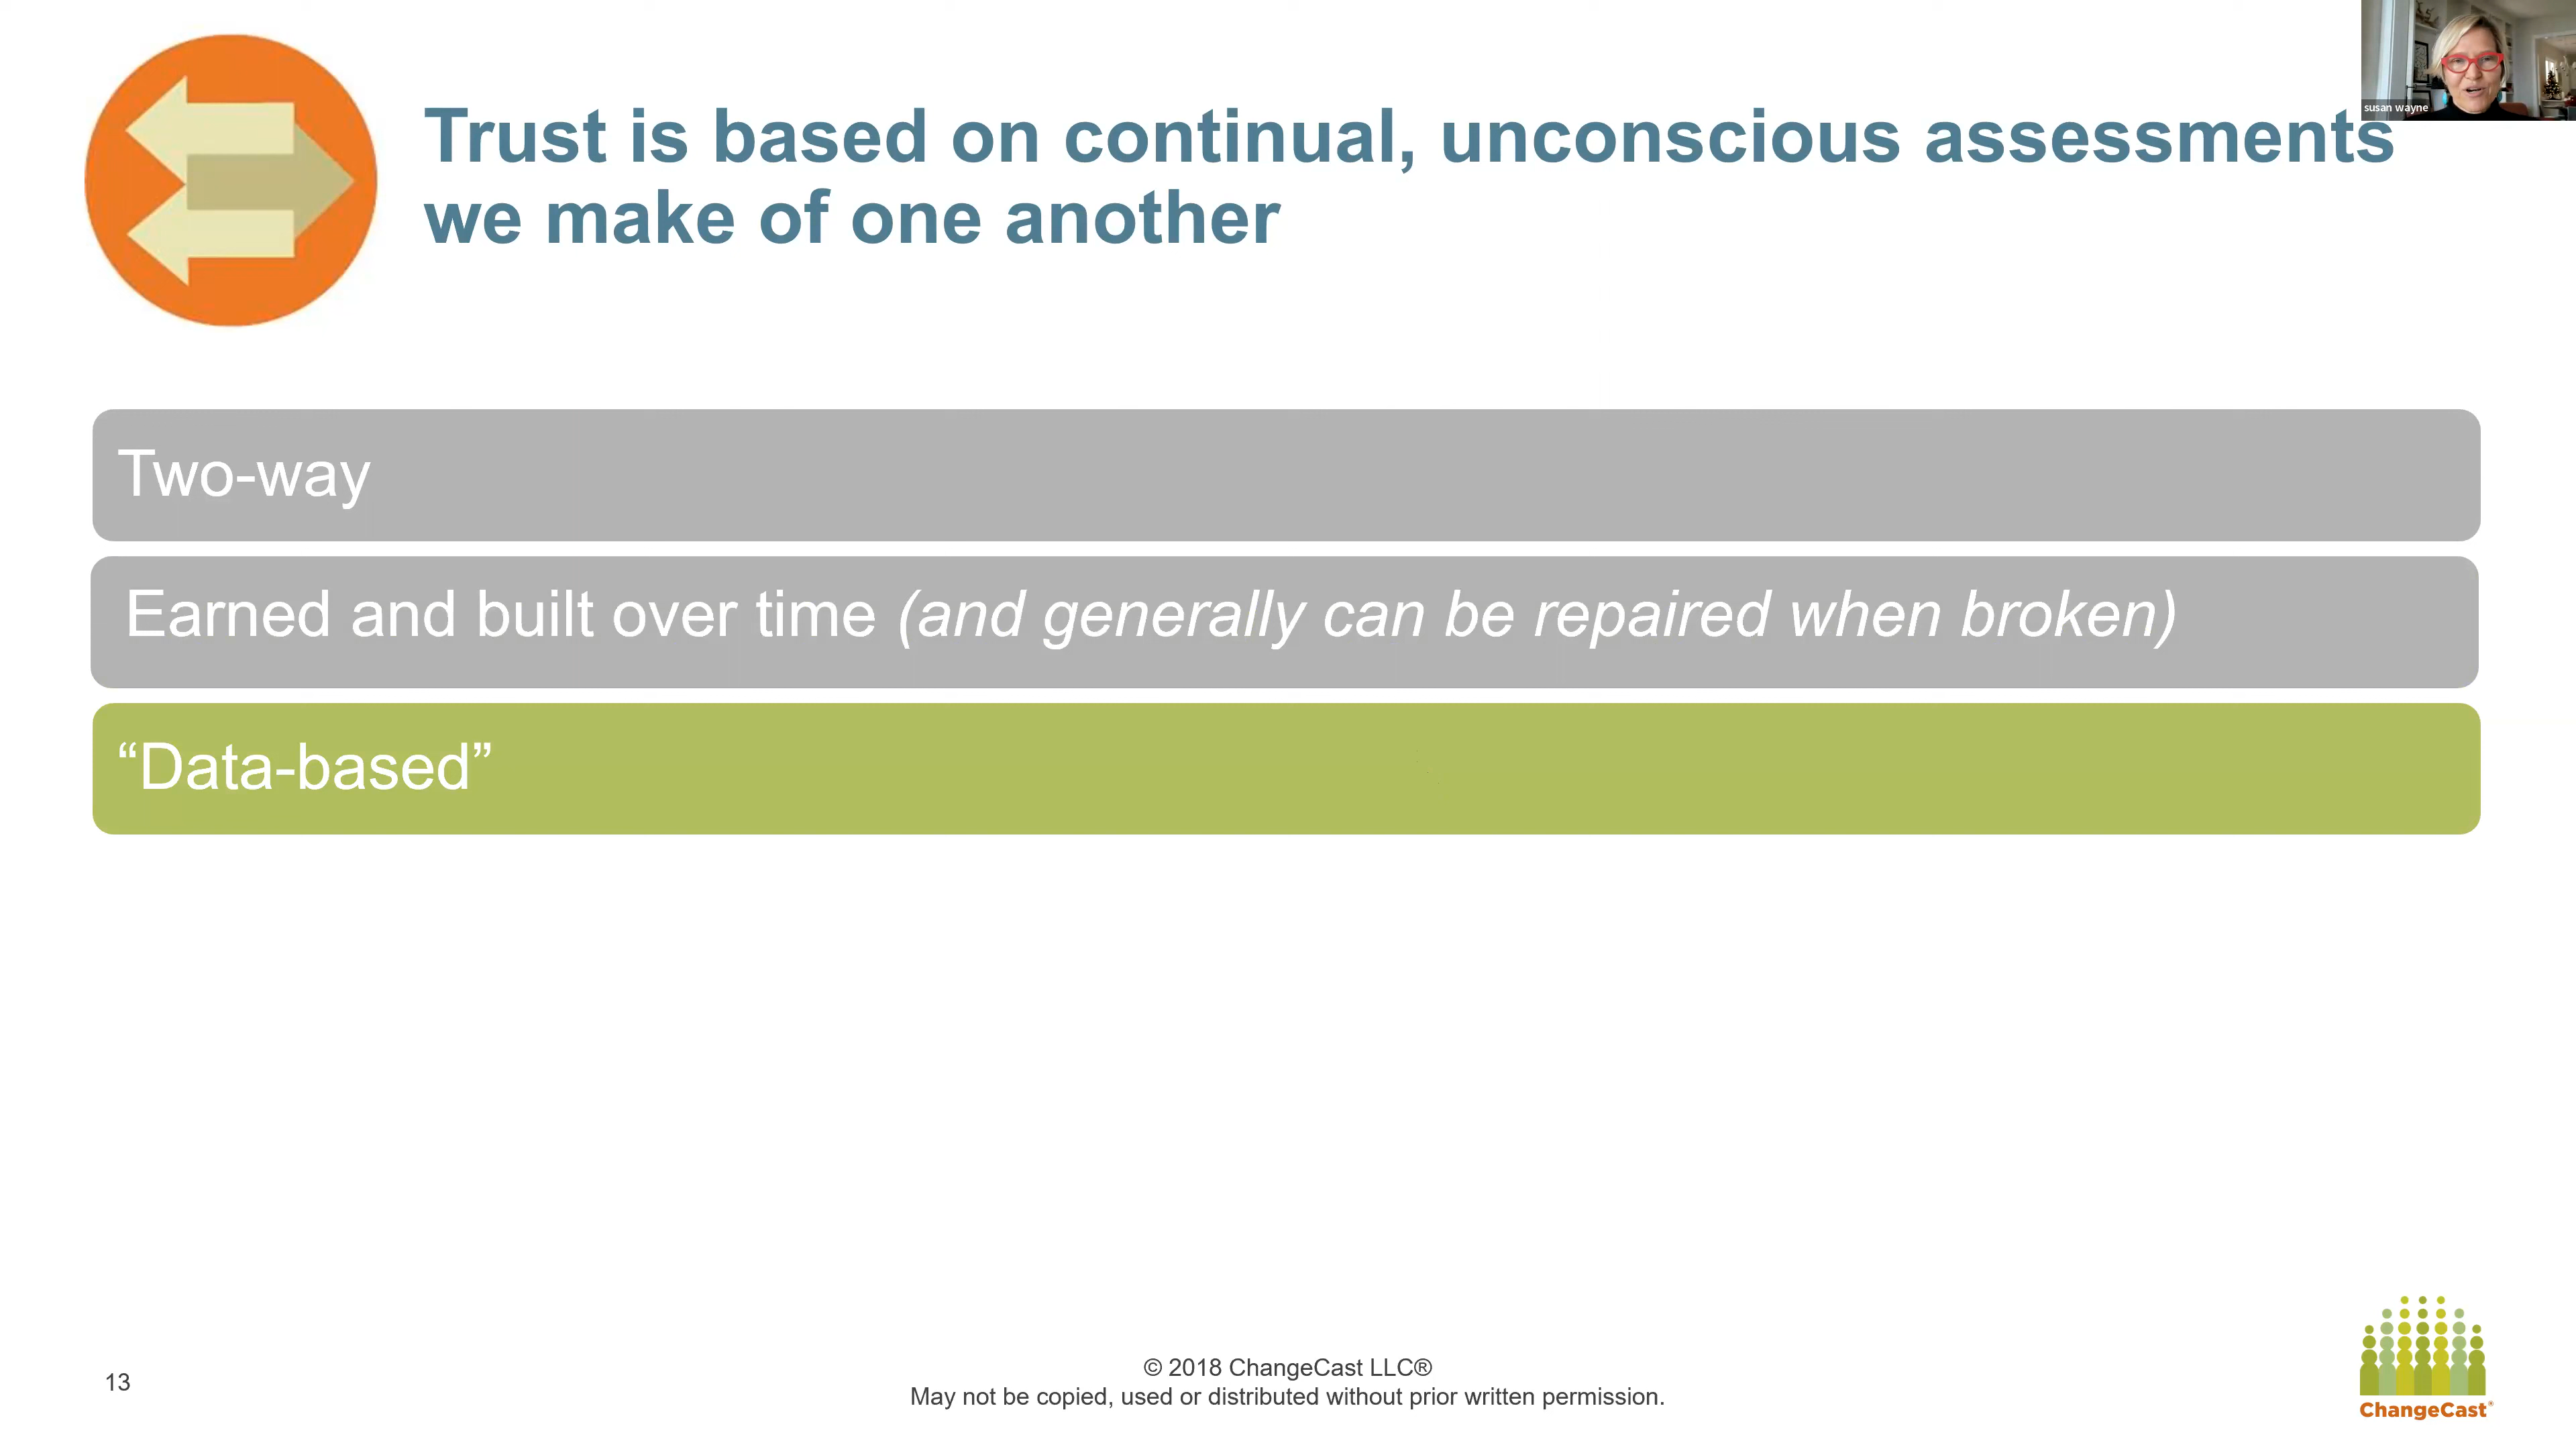 susan wayne
Trust is based on continual, unconscious assessments
we make of one another
Two-way
Earned and built over time (and generally can be repaired when broken)
“Data-based”
13
© 2018 ChangeCast LLC®
May not be copied, used or distributed without prior written permission.
ChangeCast®